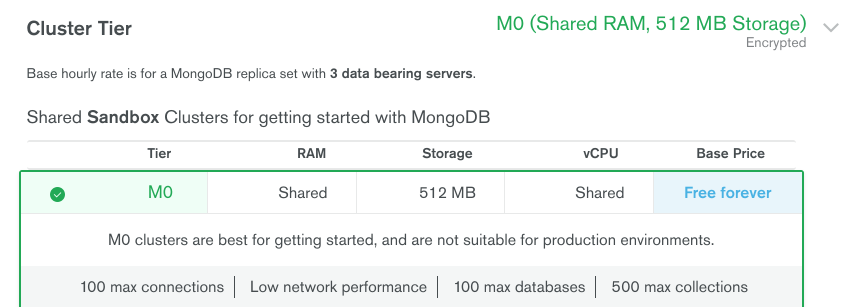 Cluster Tier
M0 (Shared RAM, 512 MB Storage)
Encrypted
Base hourly rate is for a MongoDB replica set with 3 data bearing servers.
Shared Sandbox Clusters for getting started with MongoDB
Tier RAM Storage vCPU Base Price
M0 Shared 512 MB Shared Free forever
M0 clusters are best for getting started, and are not suitable for production environments.
100 max connections Low network performance 100 max databases 500 max collections